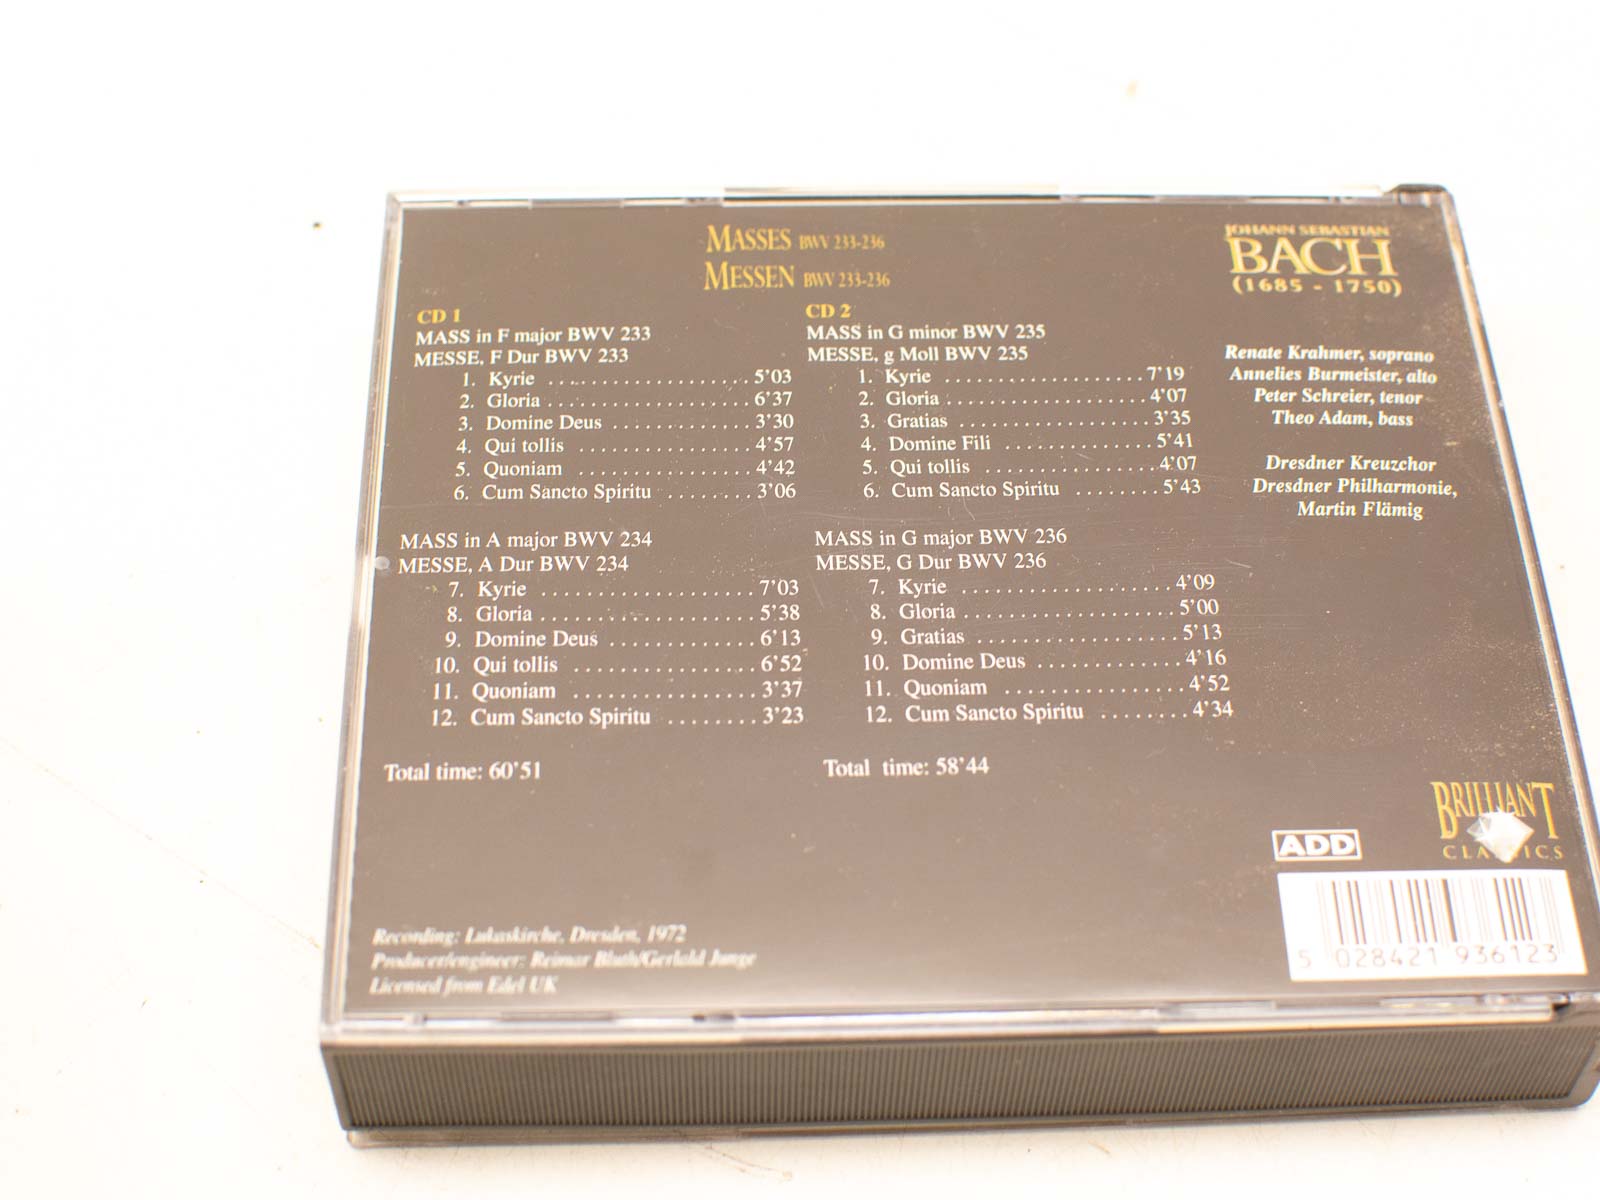 MASSES BWV 233-236
MESSEN BWV 233-236
JOHANN SEBASTIAN
BACH
(1685 - 1750)
CD 1
MASS in F major BWV 233
MESSE, F Dur BWV 233
1. Kyrie .................. 5'03
2. Gloria .................. 6'37
3. Domine Deus ............ 3'30
4. Qui tollis ............... 4'57
5. Quoniam ............... 4'42
6. Cum Sancto Spiritu ........ 3'06
MASS in A major BWV 234
MESSE, A Dur BWV 234
7. Kyrie .................. 7'03
8. Gloria .................. 5'38
9. Domine Deus ............ 6'13
10. Qui tollis ............... 6'52
11. Quoniam ............... 3'37
12. Cum Sancto Spiritu ........ 3'23
Total time: 60'51
CD 2
MASS in G minor BWV 235
MESSE, g Moll BWV 235
1. Kyrie ................. 7'19
2. Gloria ................. 4'07
3. Gratias ................. 3'35
4. Domine Fili ............ 5'41
5. Qui tollis .............. 4'07
6. Cum Sancto Spiritu ....... 5'43
MASS in G major BWV 236
MESSE, G Dur BWV 236
7. Kyrie .................. 4'09
8. Gloria .................. 5'00
9. Gratias ................. 5'13
10. Domine Deus ............ 4'16
11. Quoniam ............... 4'52
12. Cum Sancto Spiritu ....... 4'34
Total time: 58'44
Renate Krahmer, soprano
Annelies Burmeister, alto
Peter Schreier, tenor
Theo Adam, bass
Dresdner Kreuzchor
Dresdner Philharmonie,
Martin Flämig
BRILLIANT
CLASSICS
ADD
5 028421 936123
Recording: Lukaskirche, Dresden, 1972
Producer/engineer: Reimar Bluth/Gerhald Junge
Licensed from Edel UK